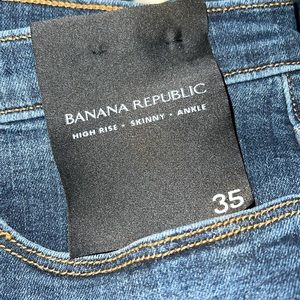 BANANA REPUBLIC
HIGH RISE • SKINNY • ANKLE
35